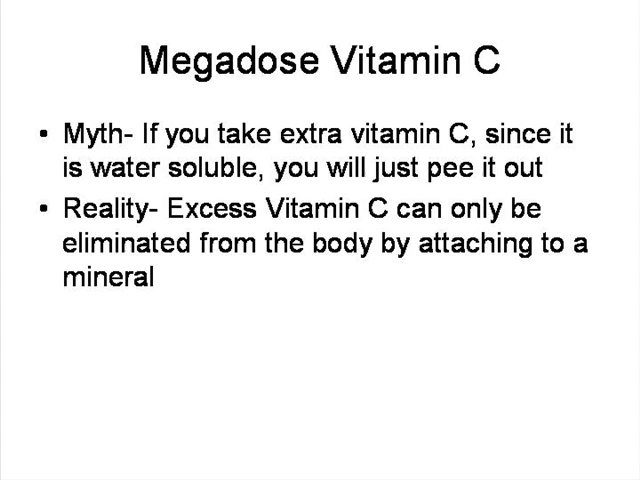 Megadose Vitamin C
• Myth- If you take extra vitamin C, since it
is water soluble, you will just pee it out
• Reality- Excess Vitamin C can only be
eliminated from the body by attaching to a
mineral